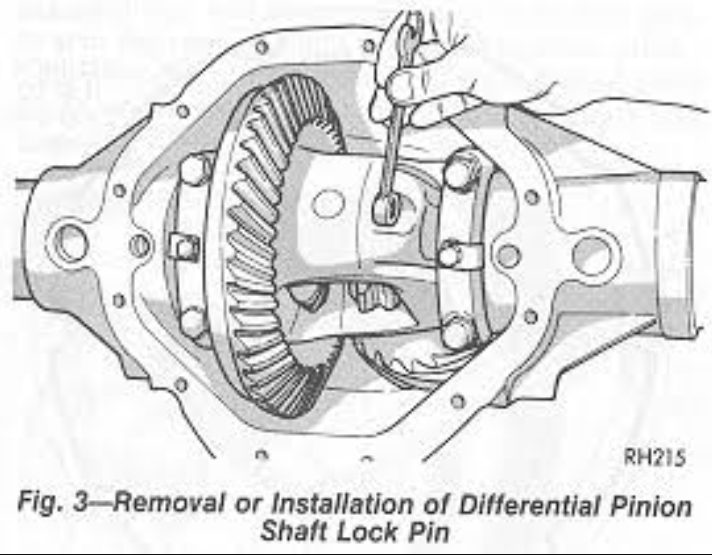 RH215
Fig. 3—Removal or Installation of Differential Pinion
Shaft Lock Pin